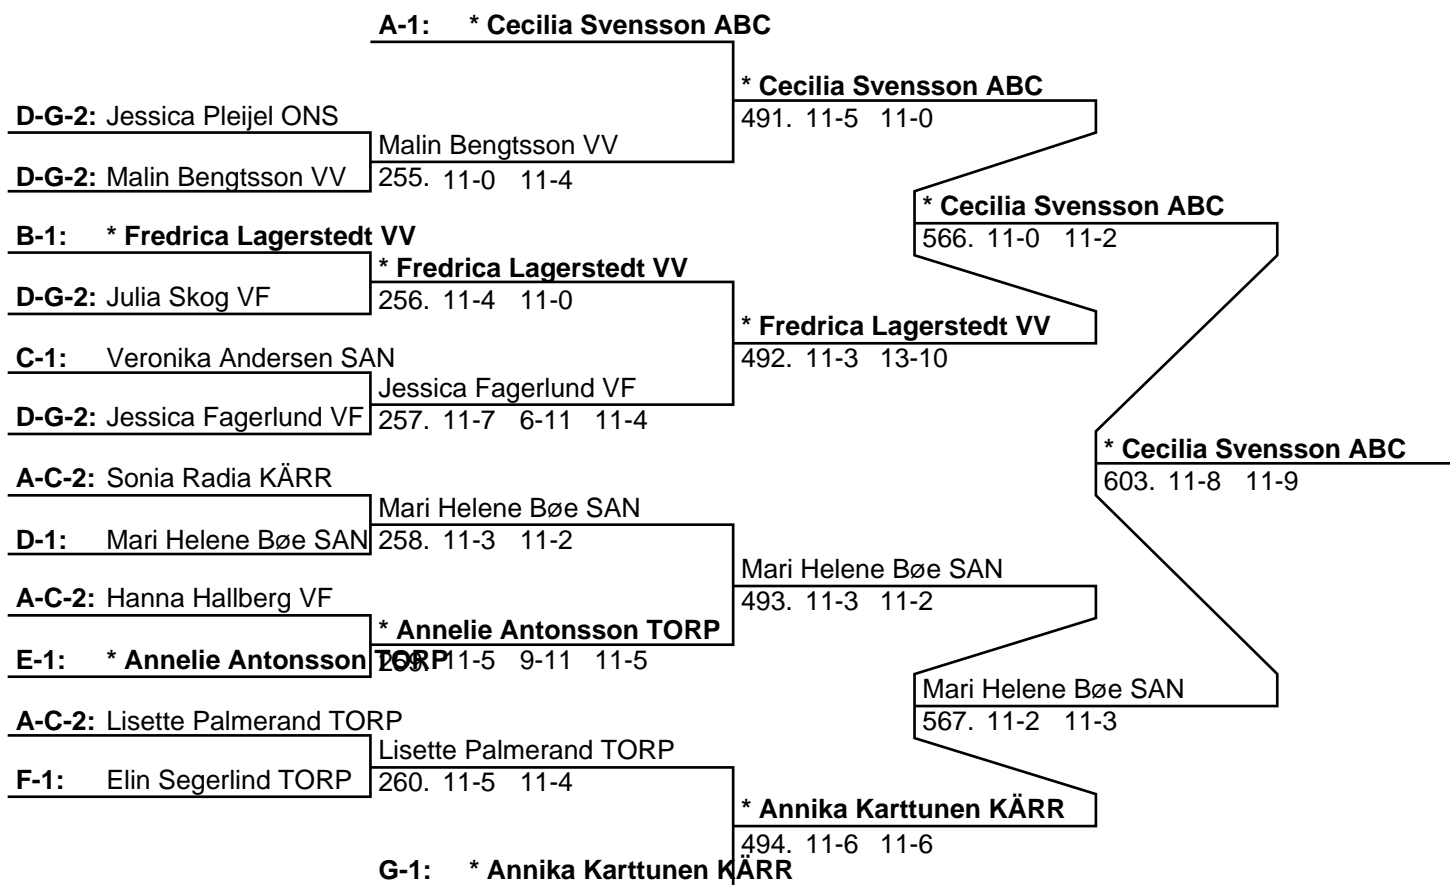 A-1: * Cecilia Svensson ABC
* Cecilia Svensson ABC
D-G-2: Jessica Pleijel ONS
491. 11-5 11-0
Malin Bengtsson VV
D-G-2: Malin Bengtsson VV
255. 11-0 11-4
* Cecilia Svensson ABC
B-1: * Fredrica Lagerstedt VV
566. 11-0 11-2
* Fredrica Lagerstedt VV
D-G-2: Julia Skog VF
256. 11-4 11-0
* Fredrica Lagerstedt VV
C-1: Veronika Andersen SAN
492. 11-3 13-10
Jessica Fagerlund VF
D-G-2: Jessica Fagerlund VF
257. 11-7 6-11 11-4
* Cecilia Svensson ABC
A-C-2: Sonia Radia KÄRR
603. 11-8 11-9
Mari Helene Bøe SAN
D-1: Mari Helene Bøe SAN
258. 11-3 11-2
Mari Helene Bøe SAN
A-C-2: Hanna Hallberg VF
493. 11-3 11-2
* Annelie Antonsson TORP
E-1: * Annelie Antonsson TORP
259. 11-5 9-11 11-5
Mari Helene Bøe SAN
A-C-2: Lisette Palmerand TORP
567. 11-2 11-3
Lisette Palmerand TORP
F-1: Elin Segerlind TORP
260. 11-5 11-4
* Annika Karttunen KÄRR
494. 11-6 11-6
G-1: * Annika Karttunen KÄRR